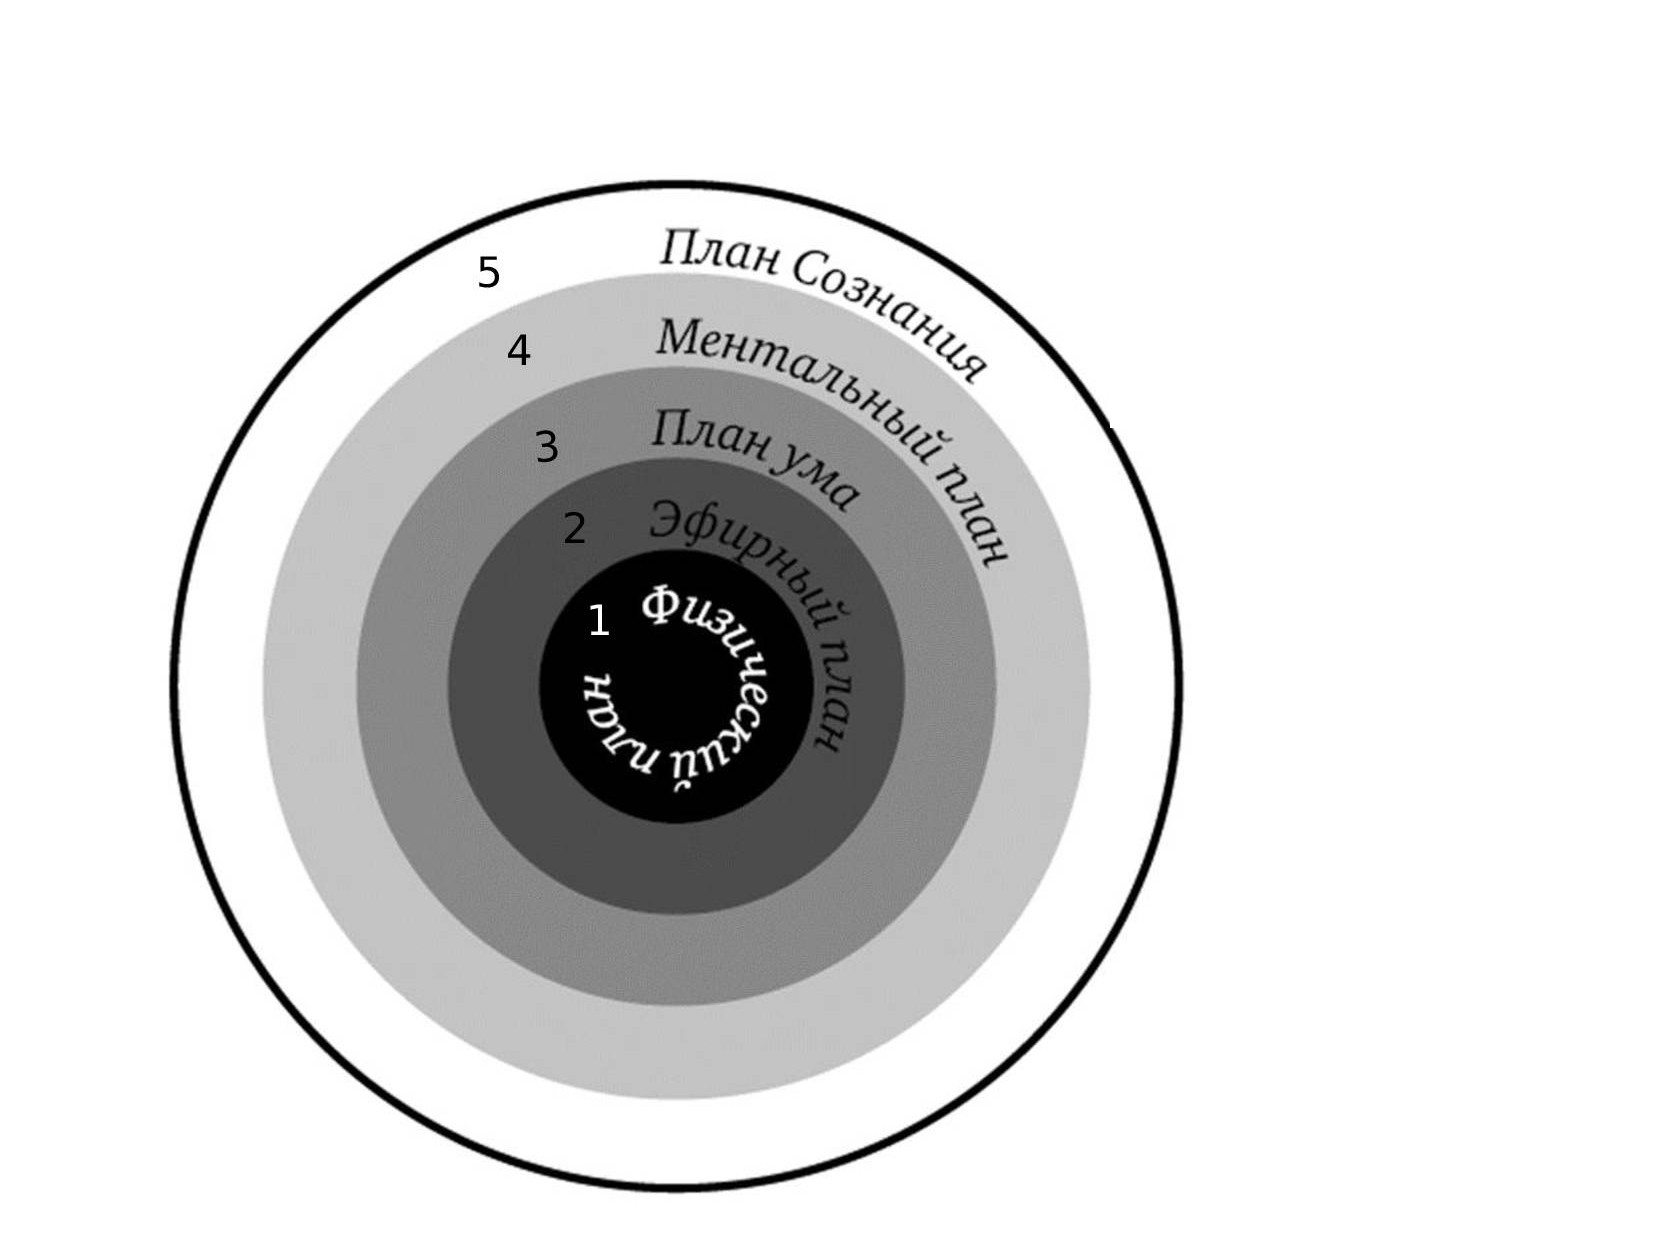 5
План Сознания
4
Ментальный план
3
План ума
2
Эфирный план
1
Физический план